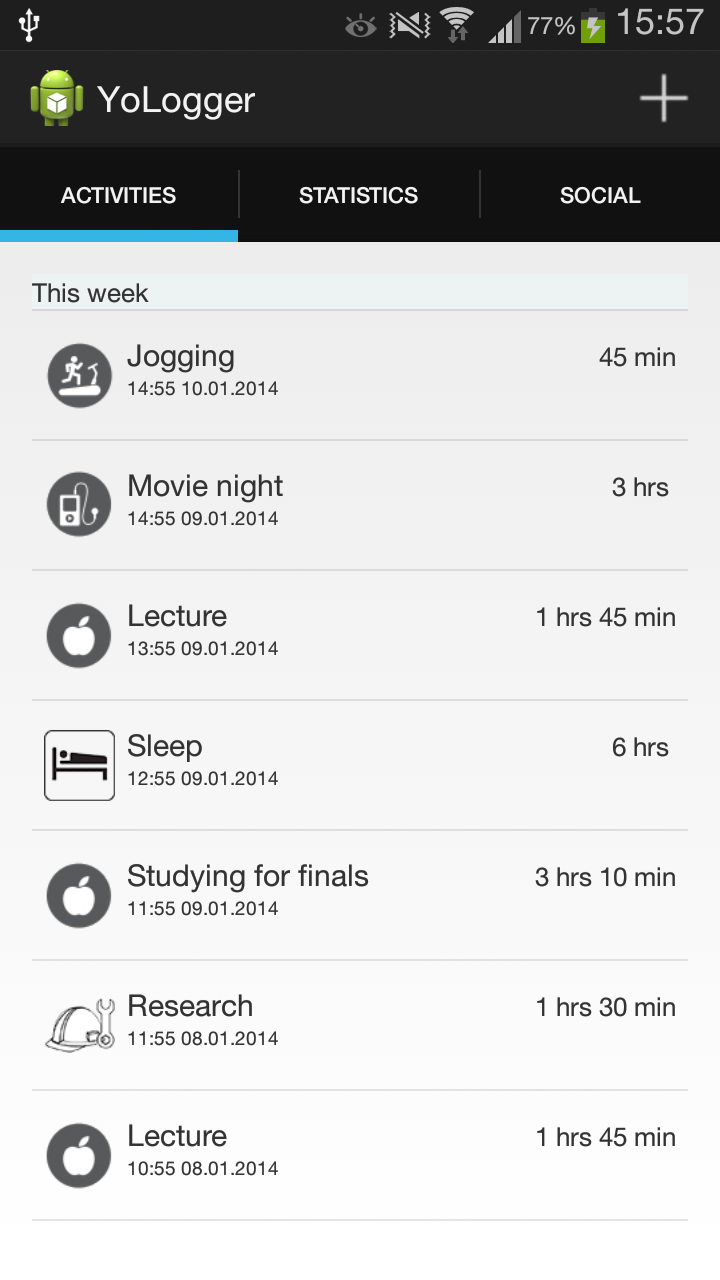 77% 15:57
YoLogger
ACTIVITIES STATISTICS SOCIAL
This week
Jogging 45 min
14:55 10.01.2014
Movie night 3 hrs
14:55 09.01.2014
Lecture 1 hrs 45 min
13:55 09.01.2014
Sleep 6 hrs
12:55 09.01.2014
Studying for finals 3 hrs 10 min
11:55 09.01.2014
Research 1 hrs 30 min
11:55 08.01.2014
Lecture 1 hrs 45 min
10:55 08.01.2014